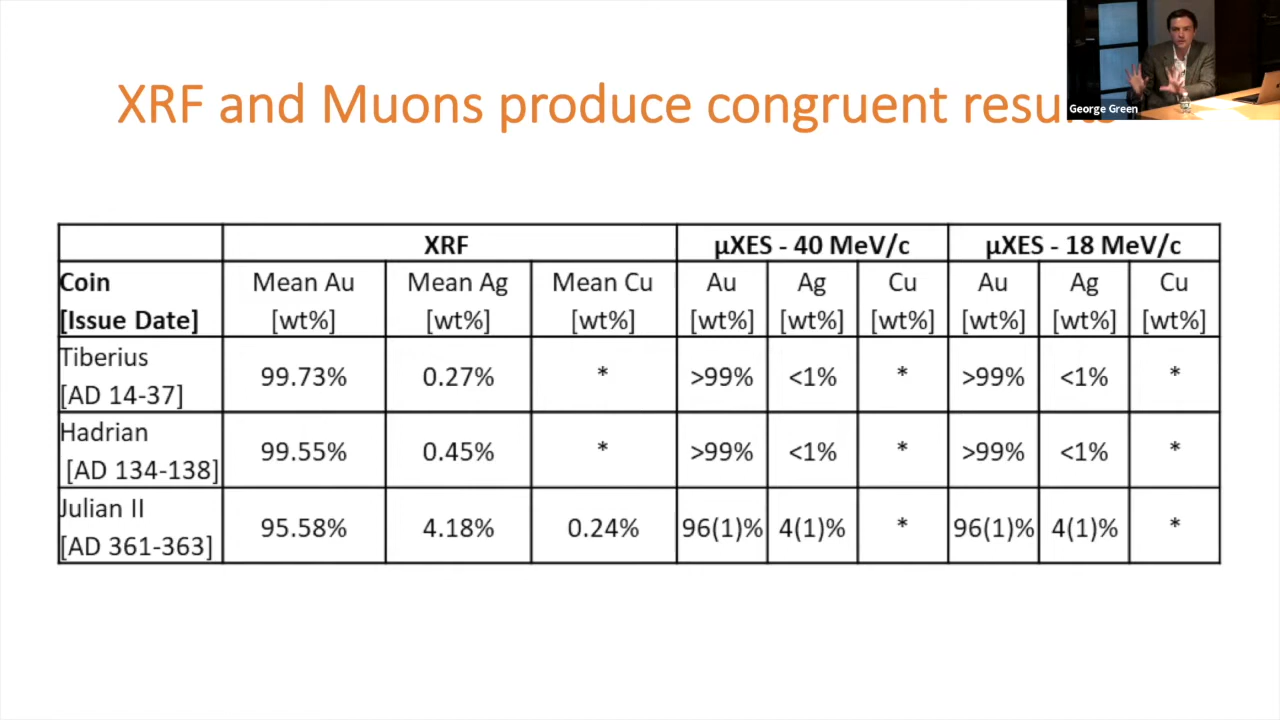 XRF and Muons produce congruent results
George Green
XRF μXES - 40 MeV/c μXES - 18 MeV/c
Coin Mean Au Mean Ag Mean Cu Au Ag Cu Au Ag Cu
[Issue Date] [wt%] [wt%] [wt%] [wt%] [wt%] [wt%] [wt%] [wt%] [wt%]
Tiberius
[AD 14-37] 99.73% 0.27% * >99% <1% * >99% <1% *
Hadrian
[AD 134-138] 99.55% 0.45% * >99% <1% * >99% <1% *
Julian II
[AD 361-363] 95.58% 4.18% 0.24% 96(1)% 4(1)% * 96(1)% 4(1)% *